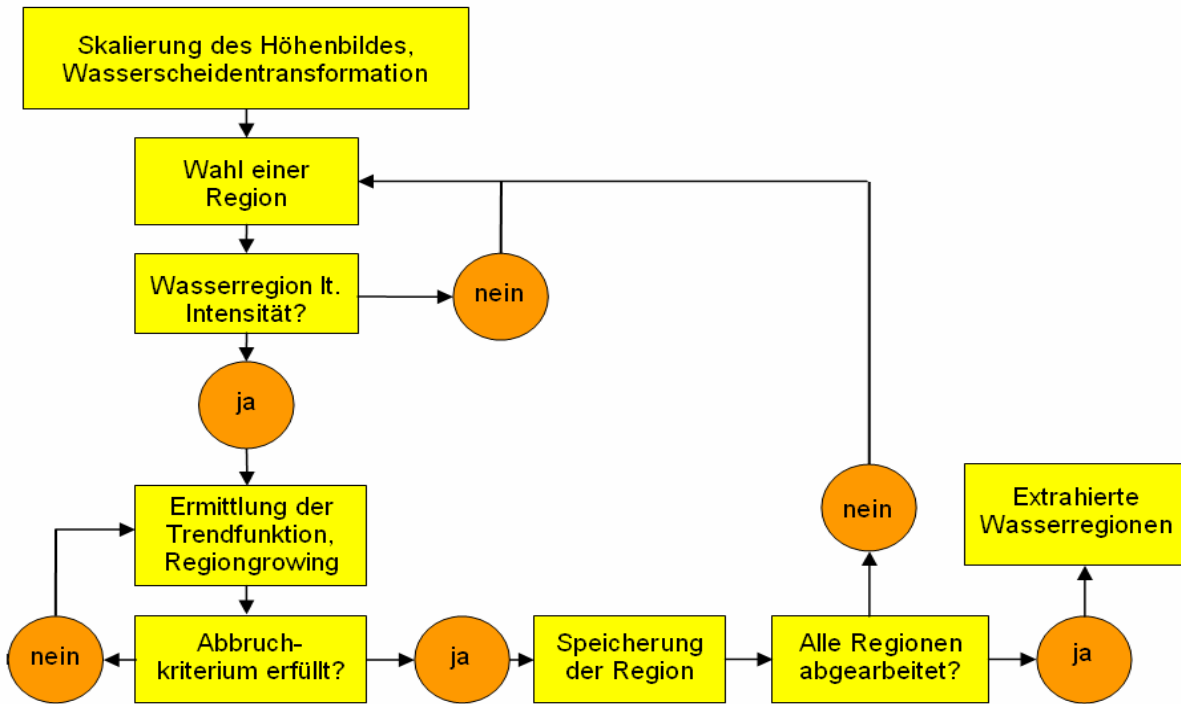 Skalierung des Höhenbildes,
Wasserscheidentransformation
Wahl einer
Region
Wasserregion lt.
Intensität?
nein
ja
Ermittlung der
Trendfunktion,
Regiongrowing
nein
Extrahierte
Wasserregionen
nein
Abbruch-
kriterium erfüllt?
ja
Speicherung
der Region
Alle Regionen
abgearbeitet?
ja